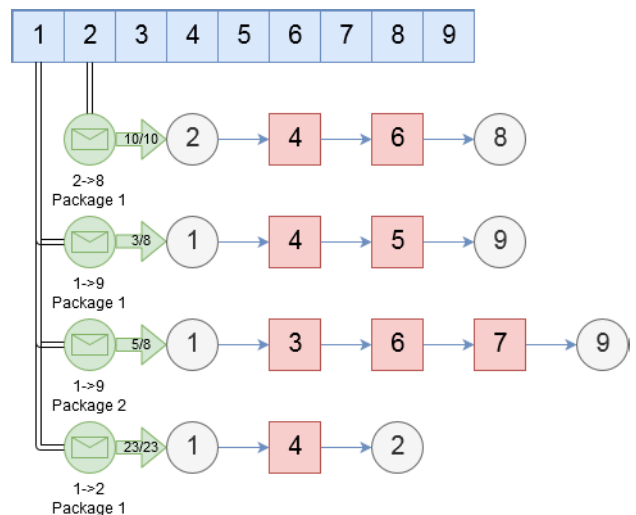 1 2 3 4 5 6 7 8 9
10/10 2 4 6 8
2->8
Package 1
3/8 1 4 5 9
1->9
Package 1
5/8 1 3 6 7 9
1->9
Package 2
23/23 1 4 2
1->2
Package 1